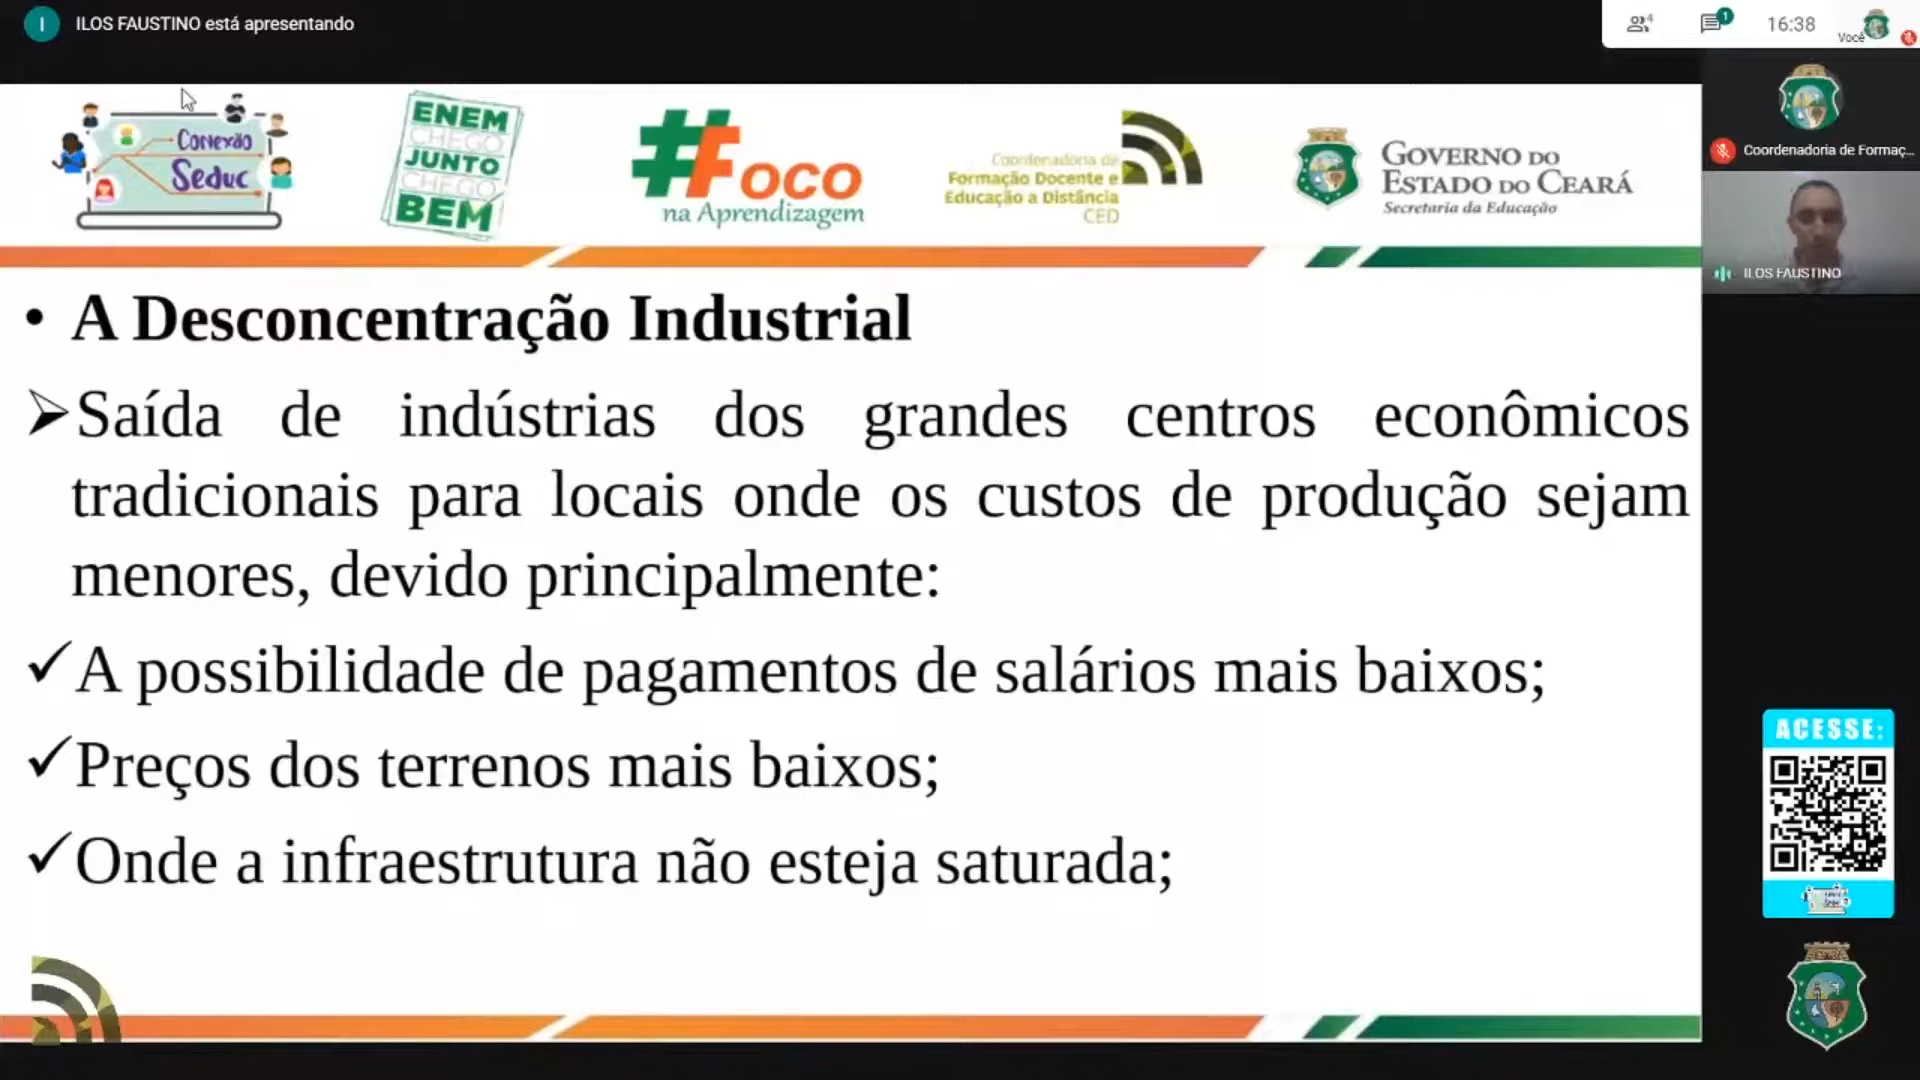 ILOS FAUSTINO está apresentando
4
1
16:38
Você
Conexão
Seduc
ENEM
CHEGO
JUNTO
CHEGO
BEM
#Foco
na Aprendizagem
Coordenadoria de
Formação Docente e
Educação a Distância
CED
GOVERNO DO
ESTADO DO CEARÁ
Secretaria da Educação
Coordenadoria de Formaç...
ILOS FAUSTINO
• A Desconcentração Industrial
➢Saída de indústrias dos grandes centros econômicos
tradicionais para locais onde os custos de produção sejam
menores, devido principalmente:
✓A possibilidade de pagamentos de salários mais baixos;
✓Preços dos terrenos mais baixos;
✓Onde a infraestrutura não esteja saturada;
ACESSE: